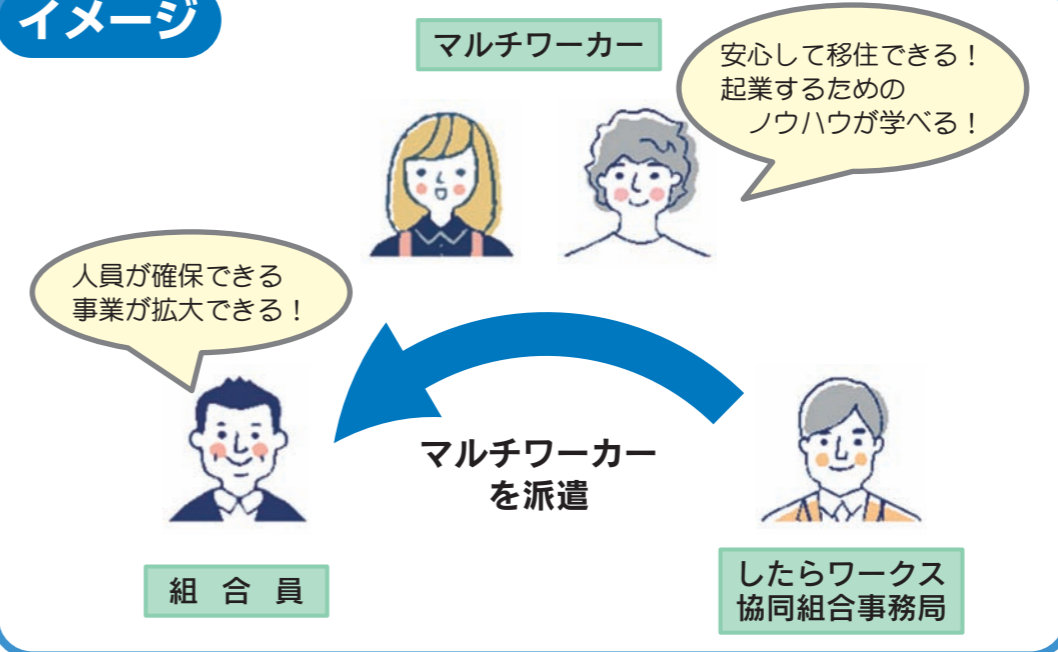 イメージ
マルチワーカー
安心して移住できる！
起業するための
ノウハウが学べる！
人員が確保できる
事業が拡大できる！
マルチワーカー
を派遣
組 合 員
したらワークス
協同組合事務局